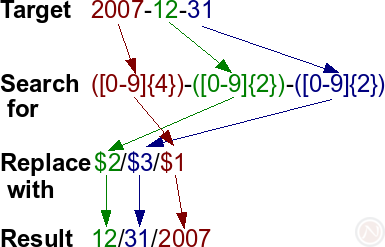 Target 2007-12-31
Search ([0-9]{4})-([0-9]{2})-([0-9]{2})
for
Replace $2/$3/$1
with
Result 12/31/2007